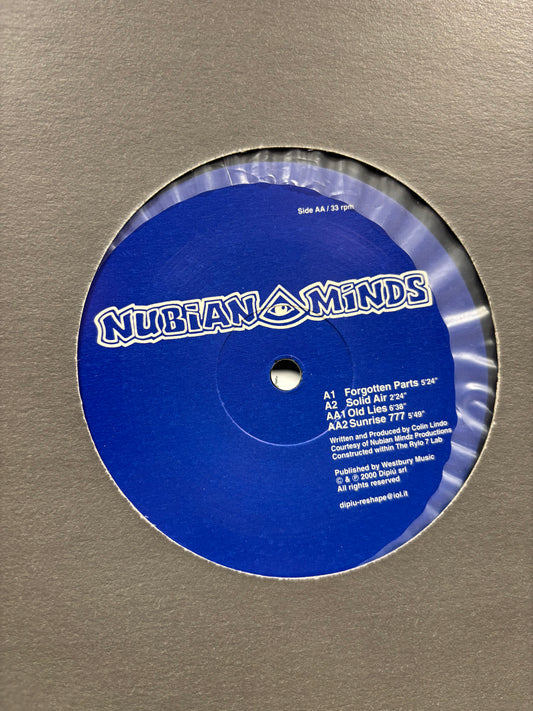 Side AA / 33 rpm
NUBiAN MiNDS
A1 Forgotten Parts 5'24"
A2 Solid Air 2'24"
AA1 Old Lies 6'38"
AA2 Sunrise 777 5'49"
Written and Produced by Colin Lindo
Courtesy of Nubian Mindz Productions
Constructed within The Rylo 7 Lab
Published by Westbury Music
© & ℗ 2000 Dipiú srl
All rights reserved
dipiu-reshape@iol.it